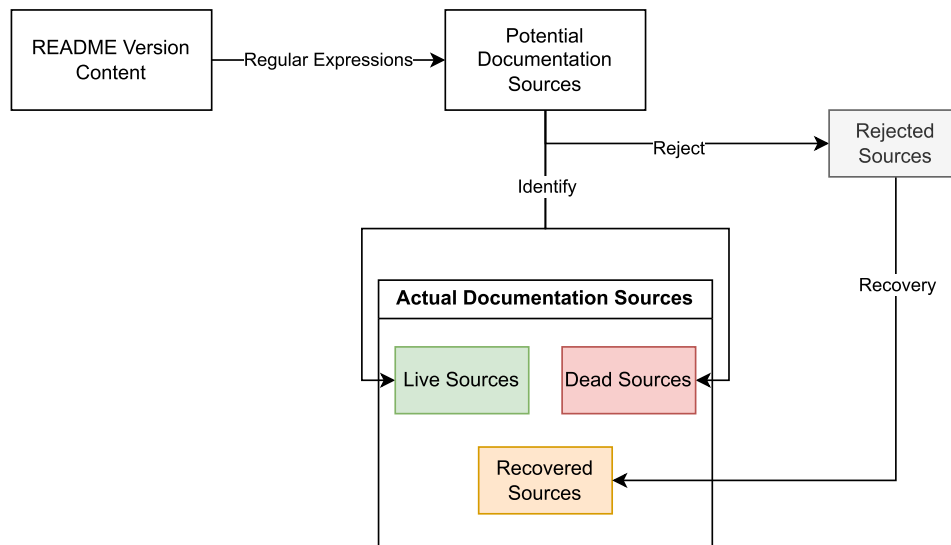 README Version
Content
Regular Expressions
Potential
Documentation
Sources
Reject
Rejected
Sources
Identify
Recovery
Actual Documentation Sources
Live Sources
Dead Sources
Recovered
Sources